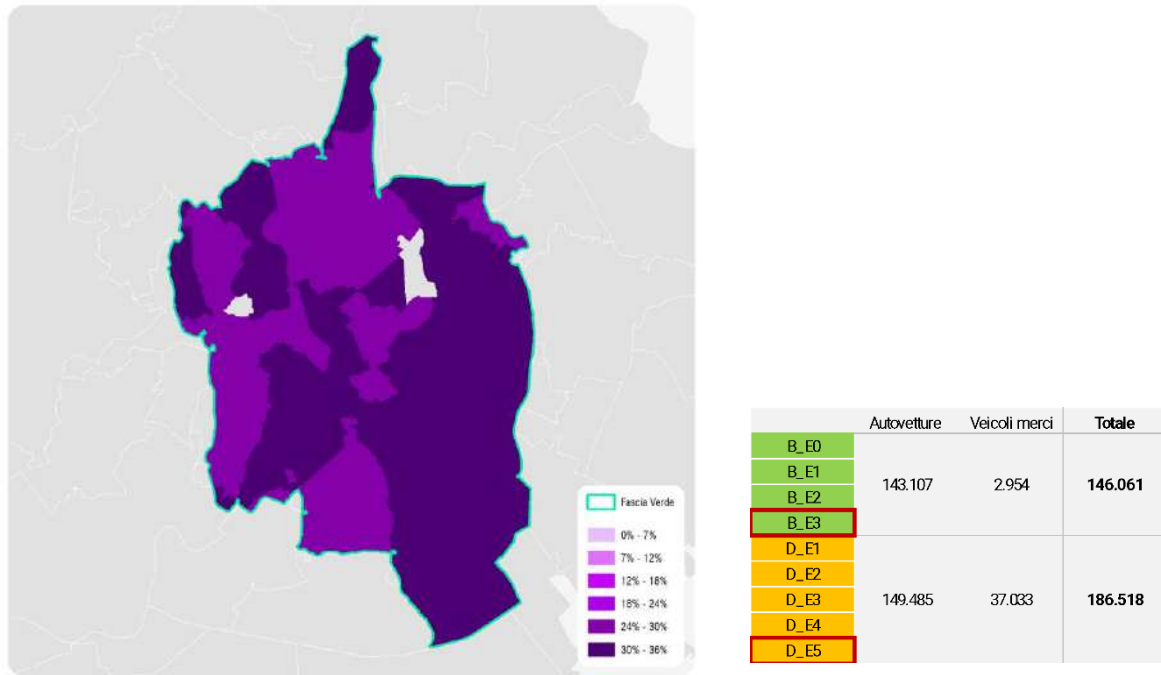 Fascia Verde
0% - 7%
7% - 12%
12% - 18%
18% - 24%
24% - 30%
30% - 36%
Autovetture Veicoli merci Totale
B_E0
B_E1
B_E2
B_E3
143.107 2.954 146.061
D_E1
D_E2
D_E3
D_E4
D_E5
149.485 37.033 186.518